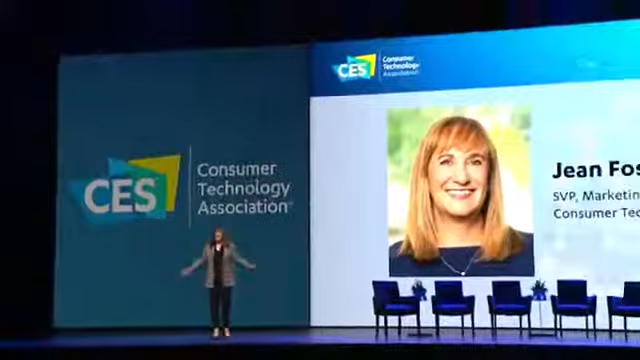 CES
Consumer
Technology
Association
CES
Consumer
Technology
Association
Jean Fos
SVP, Marketin
Consumer Tec